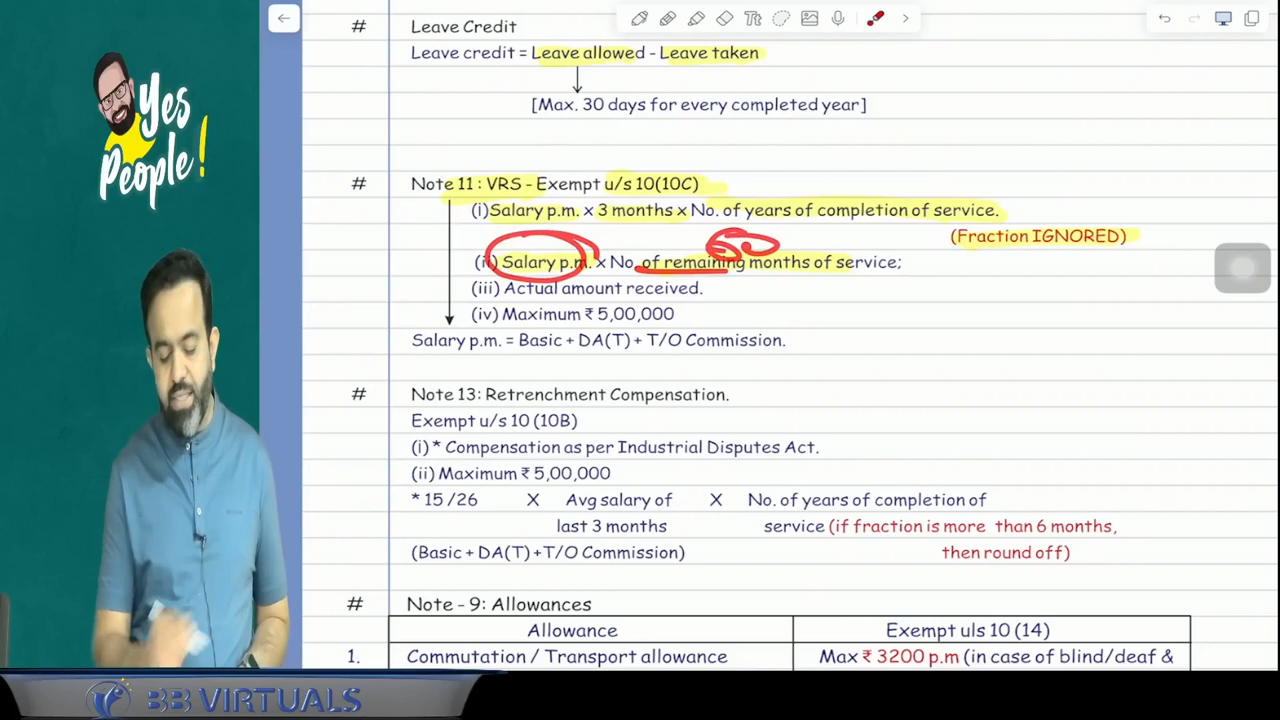 Yes
People!
# Leave Credit
Leave credit = Leave allowed - Leave taken
[Max. 30 days for every completed year]
# Note 11 : VRS - Exempt u/s 10(10C)
(i)Salary p.m. x 3 months x No. of years of completion of service.
(Fraction IGNORED)
(ii) Salary p.m. x No. of remaining months of service;
(iii) Actual amount received.
(iv) Maximum ₹ 5,00,000
Salary p.m. = Basic + DA(T) + T/O Commission.
# Note 13: Retrenchment Compensation.
Exempt u/s 10 (10B)
(i) * Compensation as per Industrial Disputes Act.
(ii) Maximum ₹ 5,00,000
* 15 /26 X Avg salary of X No. of years of completion of
last 3 months service (if fraction is more than 6 months,
(Basic + DA(T) +T/O Commission) then round off)
# Note - 9: Allowances
Allowance Exempt uls 10 (14)
1. Commutation / Transport allowance Max ₹ 3200 p.m (in case of blind/deaf &
BB VIRTUALS